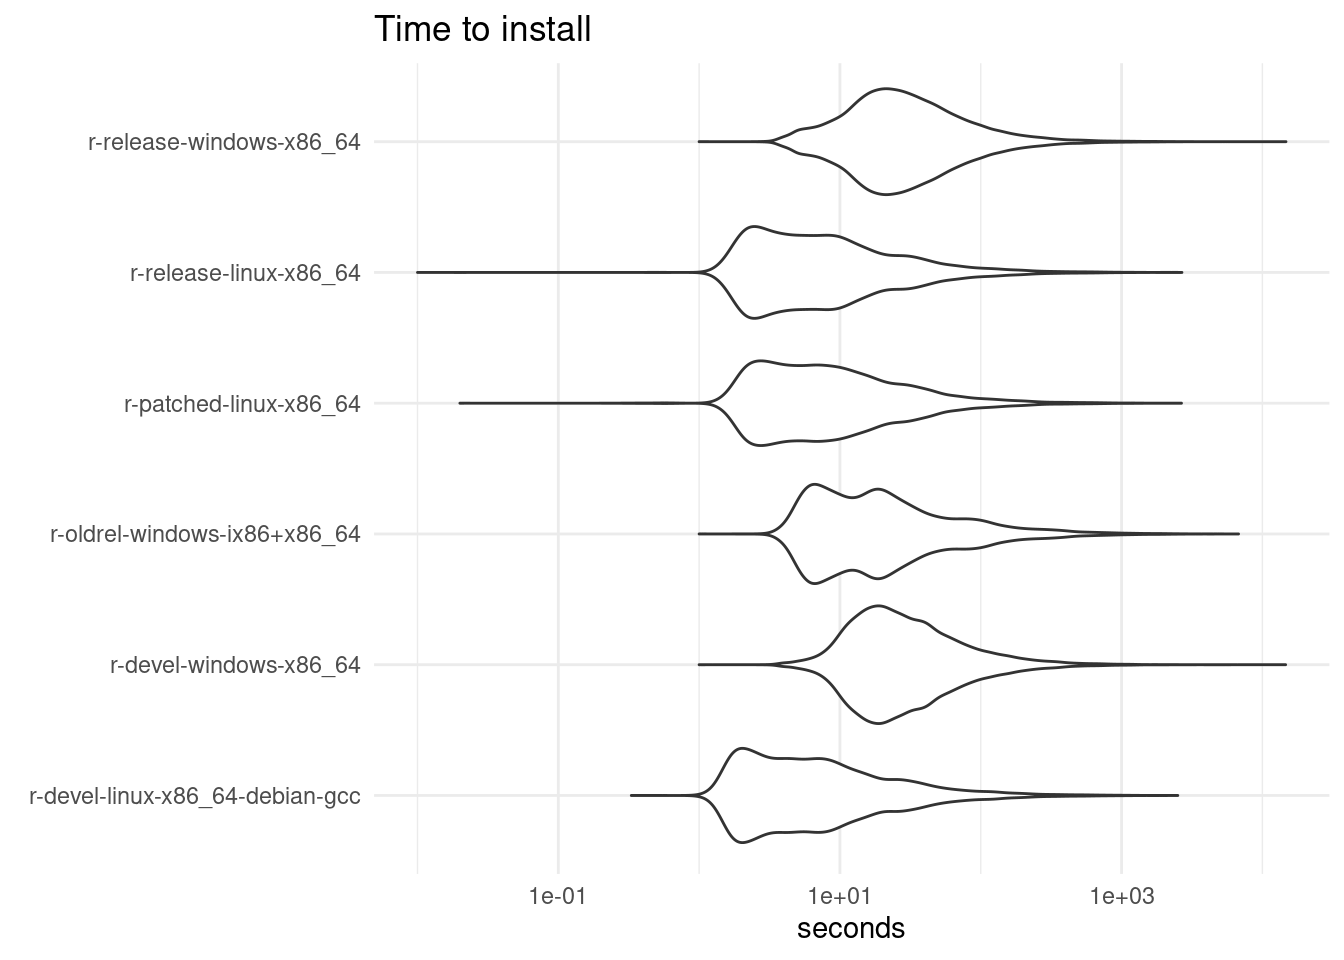 Time to install
r-release-windows-x86_64
r-release-linux-x86_64
r-patched-linux-x86_64
r-oldrel-windows-ix86+x86_64
r-devel-windows-x86_64
r-devel-linux-x86_64-debian-gcc
1e-01 1e+01 1e+03
seconds